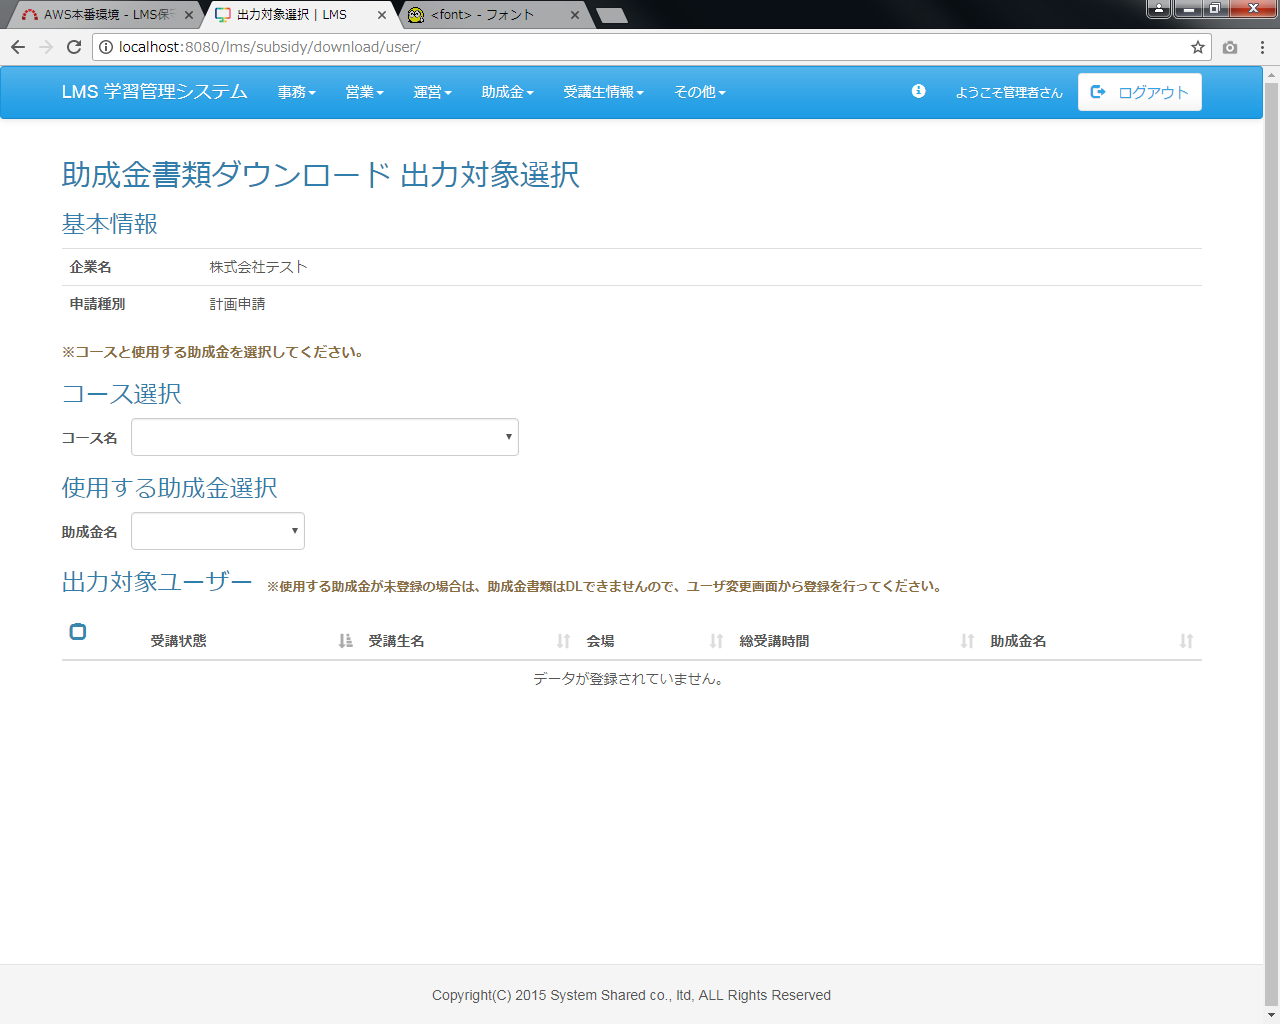 AWS本番環境 - LMS保守
出力対象選択 | LMS
<font> - フォント
localhost:8080/lms/subsidy/download/user/
LMS 学習管理システム 事務 営業 運営 助成金 受講生情報 その他 ようこそ管理者さん ログアウト
助成金書類ダウンロード 出力対象選択
基本情報
企業名 株式会社テスト
申請種別 計画申請
※コースと使用する助成金を選択してください。
コース選択
コース名
使用する助成金選択
助成金名
出力対象ユーザー ※使用する助成金が未登録の場合は、助成金書類はDLできませんので、ユーザ変更画面から登録を行ってください。
受講状態 受講生名 会場 総受講時間 助成金名
データが登録されていません。
Copyright(C) 2015 System Shared co., ltd, ALL Rights Reserved